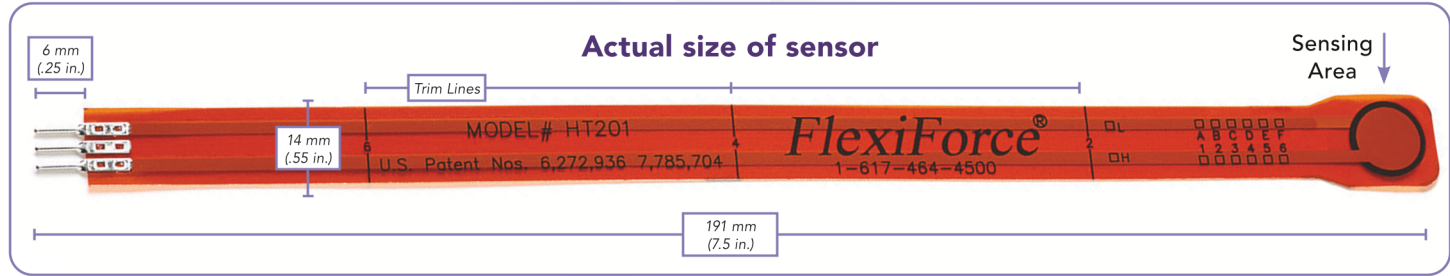 Actual size of sensor
6 mm
(.25 in.)
Trim Lines
Sensing
Area
14 mm
(.55 in.)
6
MODEL# HT201
U.S. Patent Nos. 6,272,936 7,785,704
4
FlexiForce®
1-617-464-4500
2
L
H
A B C D E F
1 2 3 4 5 6
191 mm
(7.5 in.)